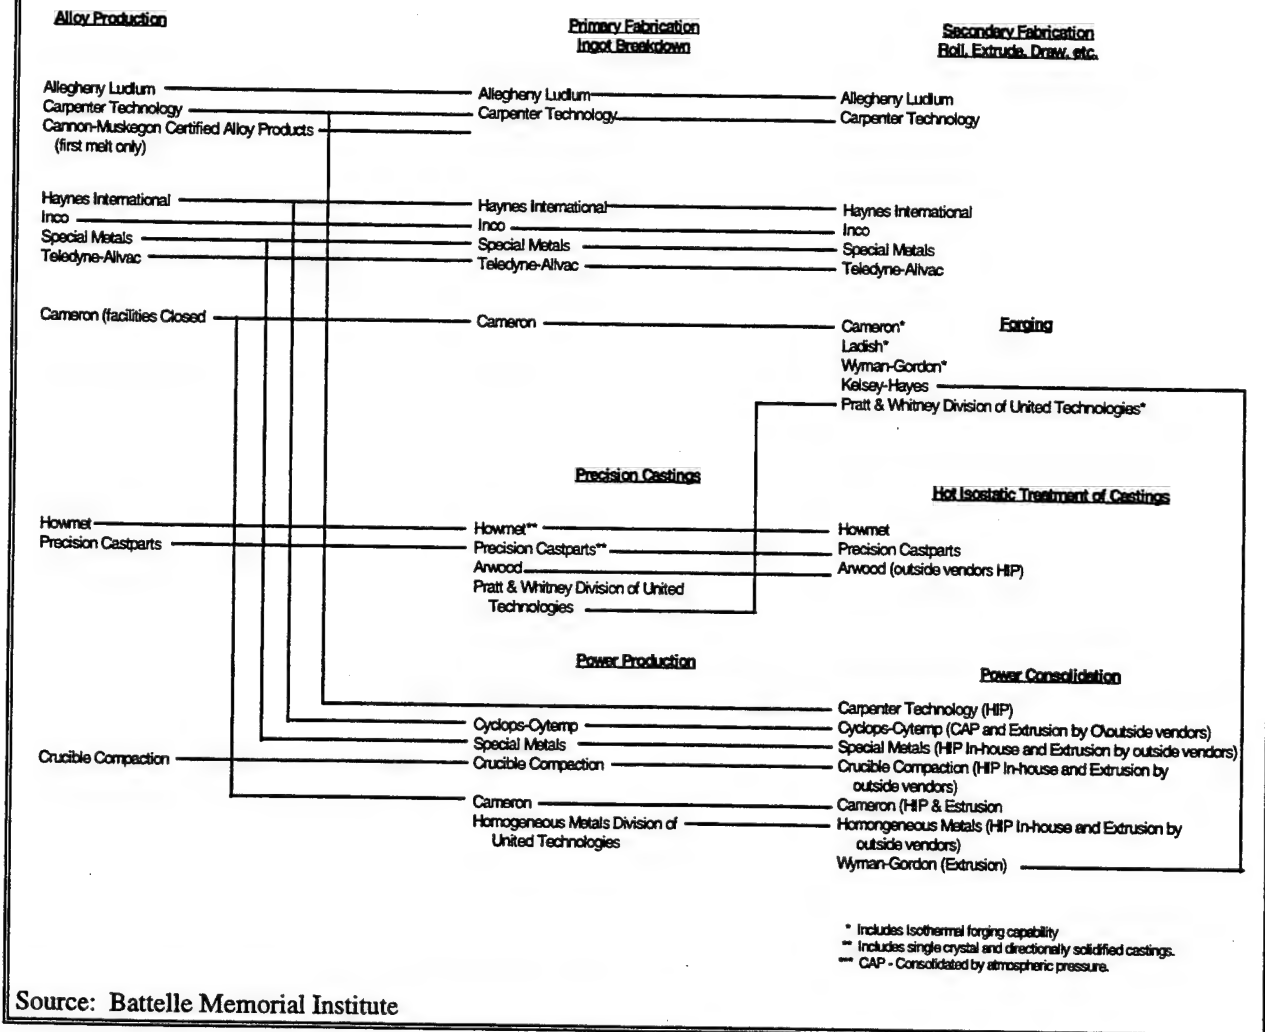 Alloy Production
Primary Fabrication
Ingot Breakdown
Secondary Fabrication
Roll, Extrude, Draw, etc.
Allegheny Ludlum
Carpenter Technology
Cannon-Muskegon Certified Alloy Products
(first melt only)
Allegheny Ludlum
Carpenter Technology
Allegheny Ludlum
Carpenter Technology
Haynes International
Inco
Special Metals
Teledyne-Allvac
Haynes International
Inco
Special Metals
Teledyne-Allvac
Haynes International
Inco
Special Metals
Teledyne-Allvac
Cameron (facilities Closed
Cameron
Cameron*
Forging
Ladish*
Wyman-Gordon*
Kelsey-Hayes
Pratt & Whitney Division of United Technologies*
Precision Castings
Hot Isostatic Treatment of Castings
Howmet
Precision Castparts
Howmet**
Precision Castparts**
Arwood
Pratt & Whitney Division of United
Technologies
Howmet
Precision Castparts
Arwood (outside vendors HIP)
Power Production
Power Consolidation
Crucible Compaction
Cyclops-Cytemp
Special Metals
Crucible Compaction
Cameron
Homogeneous Metals Division of
United Technologies
Carpenter Technology (HIP)
Cyclops-Cytemp (CAP and Extrusion by O\outside vendors)
Special Metals (HIP In-house and Extrusion by outside vendors)
Crucible Compaction (HIP In-house and Extrusion by
outside vendors)
Cameron (HIP & Estrusion
Homongeneous Metals (HIP In-house and Extrusion by
outside vendors)
Wyman-Gordon (Extrusion)
* Includes Isothermal forging capability
** Includes single crystal and directionally solidified castings.
*** CAP - Consolidated by atmospheric pressure.
Source: Battelle Memorial Institute